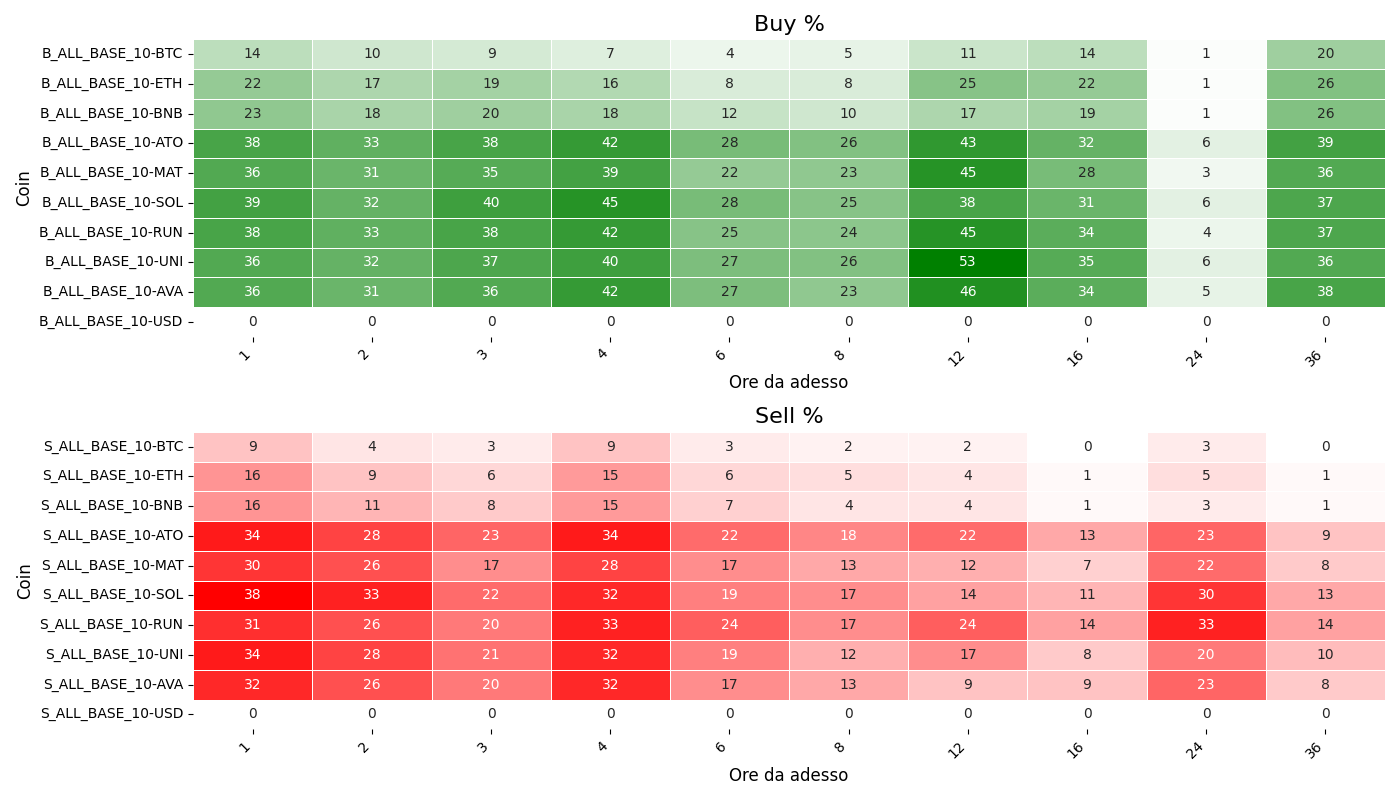 Buy %
Coin
B_ALL_BASE_10-BTC 14 10 9 7 4 5 11 14 1 20
B_ALL_BASE_10-ETH 22 17 19 16 8 8 25 22 1 26
B_ALL_BASE_10-BNB 23 18 20 18 12 10 17 19 1 26
B_ALL_BASE_10-ATO 38 33 38 42 28 26 43 32 6 39
B_ALL_BASE_10-MAT 36 31 35 39 22 23 45 28 3 36
B_ALL_BASE_10-SOL 39 32 40 45 28 25 38 31 6 37
B_ALL_BASE_10-RUN 38 33 38 42 25 24 45 34 4 37
B_ALL_BASE_10-UNI 36 32 37 40 27 26 53 35 6 36
B_ALL_BASE_10-AVA 36 31 36 42 27 23 46 34 5 38
B_ALL_BASE_10-USD 0 0 0 0 0 0 0 0 0 0
1 2 3 4 6 8 12 16 24 36
Ore da adesso
Sell %
Coin
S_ALL_BASE_10-BTC 9 4 3 9 3 2 2 0 3 0
S_ALL_BASE_10-ETH 16 9 6 15 6 5 4 1 5 1
S_ALL_BASE_10-BNB 16 11 8 15 7 4 4 1 3 1
S_ALL_BASE_10-ATO 34 28 23 34 22 18 22 13 23 9
S_ALL_BASE_10-MAT 30 26 17 28 17 13 12 7 22 8
S_ALL_BASE_10-SOL 38 33 22 32 19 17 14 11 30 13
S_ALL_BASE_10-RUN 31 26 20 33 24 17 24 14 33 14
S_ALL_BASE_10-UNI 34 28 21 32 19 12 17 8 20 10
S_ALL_BASE_10-AVA 32 26 20 32 17 13 9 9 23 8
S_ALL_BASE_10-USD 0 0 0 0 0 0 0 0 0 0
1 2 3 4 6 8 12 16 24 36
Ore da adesso